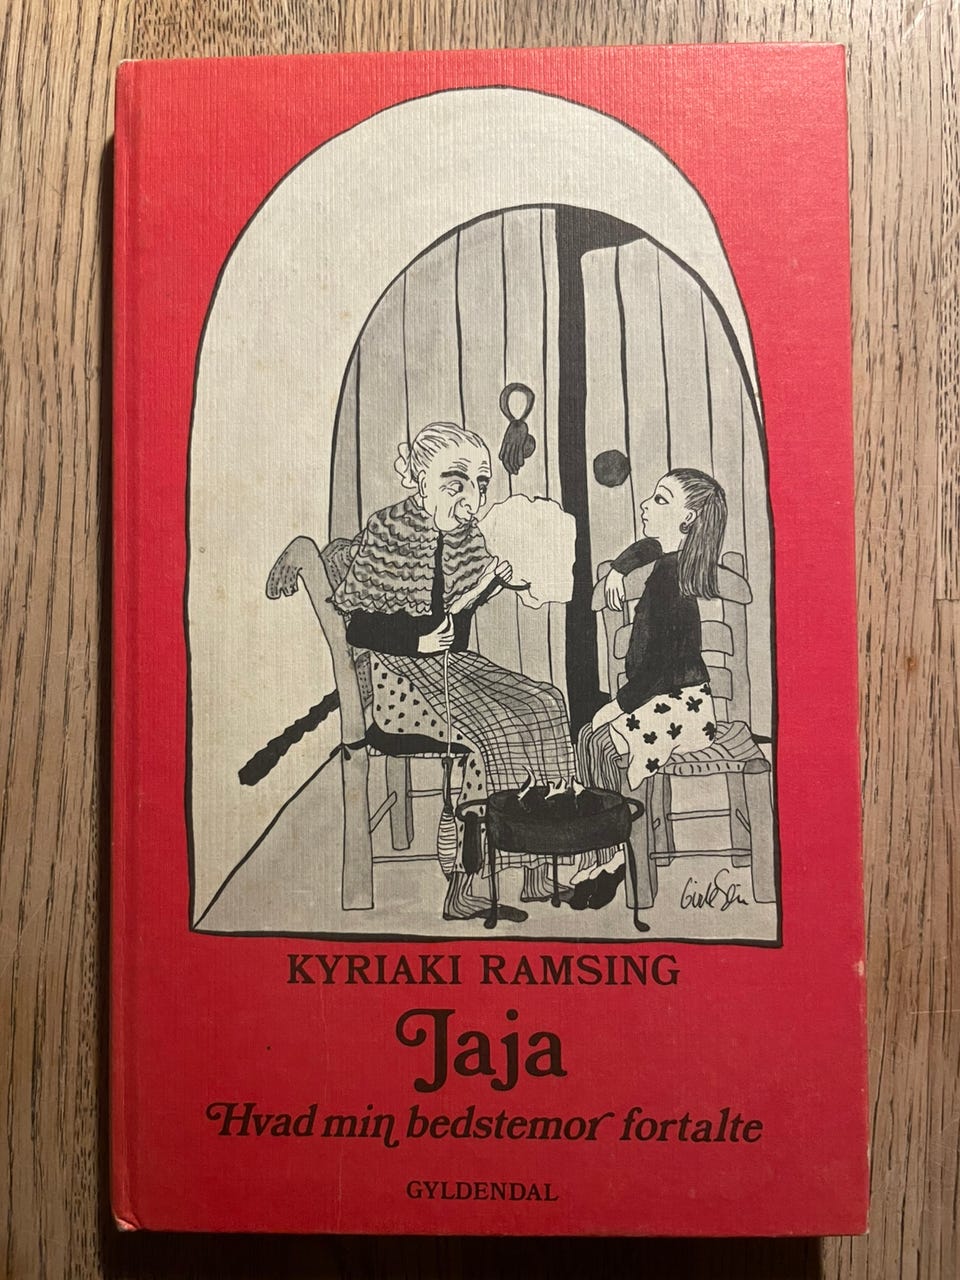 KYRIAKI RAMSING
Jaja
Hvad min bedstemor fortalte
GYLDENDAL